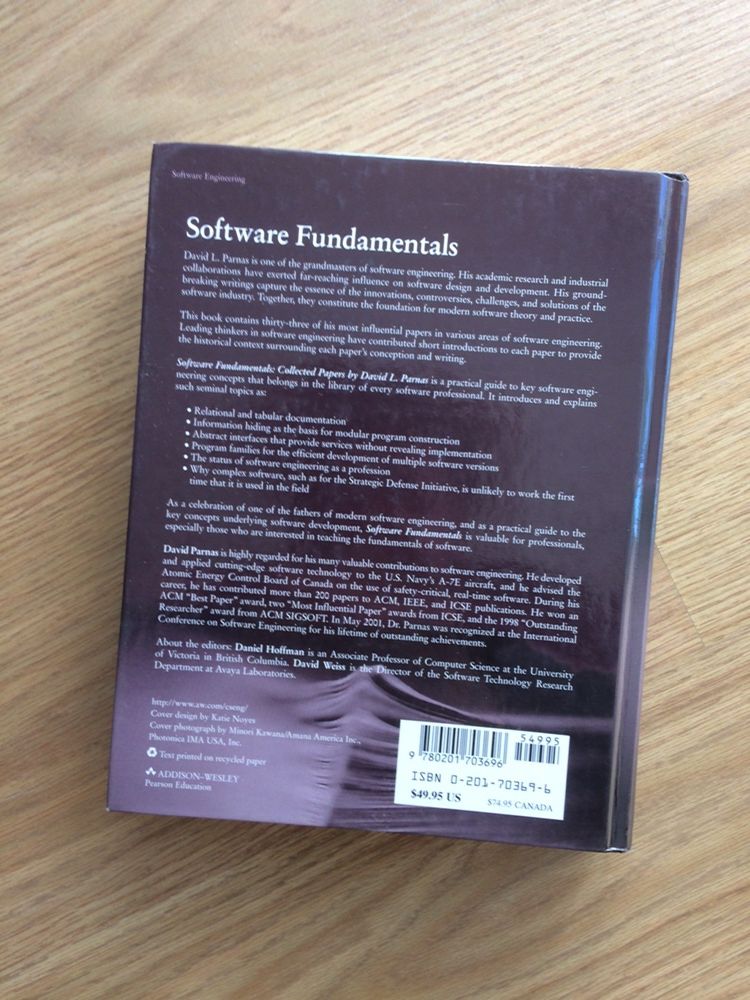 Software Engineering
Software Fundamentals
David L. Parnas is one of the grandmasters of software engineering. His academic research and industrial
collaborations have exerted far-reaching influence on software design and development. His ground-
breaking writings capture the essence of the innovations, controversies, challenges, and solutions of the
software industry. Together, they constitute the foundation for modern software theory and practice.
This book contains thirty-three of his most influential papers in various areas of software engineering.
Leading thinkers in software engineering have contributed short introductions to each paper to provide
the historical context surrounding each paper's conception and writing.
Software Fundamentals: Collected Papers by David L. Parnas is a practical guide to key software engi-
neering concepts that belongs in the library of every software professional. It introduces and explains
such seminal topics as:
• Relational and tabular documentation
• Information hiding as the basis for modular program construction
• Abstract interfaces that provide services without revealing implementation
• Program families for the efficient development of multiple software versions
• The status of software engineering as a profession
• Why complex software, such as for the Strategic Defense Initiative, is unlikely to work the first
time that it is used in the field
As a celebration of one of the fathers of modern software engineering, and as a practical guide to the
key concepts underlying software development, Software Fundamentals is valuable for professionals,
especially those who are interested in teaching the fundamentals of software.
David Parnas is highly regarded for his many valuable contributions to software engineering. He developed
and applied cutting-edge software technology to the U.S. Navy's A-7E aircraft, and he advised the
Atomic Energy Control Board of Canada on the use of safety-critical, real-time software. During his
career, he has contributed more than 200 papers to ACM, IEEE, and ICSE publications. He won an
ACM "Best Paper" award, two "Most Influential Paper" awards from ICSE, and the 1998 "Outstanding
Researcher" award from ACM SIGSOFT. In May 2001, Dr. Parnas was recognized at the International
Conference on Software Engineering for his lifetime of outstanding achievements.
About the editors: Daniel Hoffman is an Associate Professor of Computer Science at the University
of Victoria in British Columbia. David Weiss is the Director of the Software Technology Research
Department at Avaya Laboratories.
http://www.aw.com/cseng/
Cover design by Katie Noyes
Cover photograph by Minori Kawana/Amana America Inc.,
Photonica IMA USA, Inc.
Text printed on recycled paper
ADDISON-WESLEY
Pearson Education
54995
9 780201 703696
ISBN 0-201-70369-6
$49.95 US $74.95 CANADA